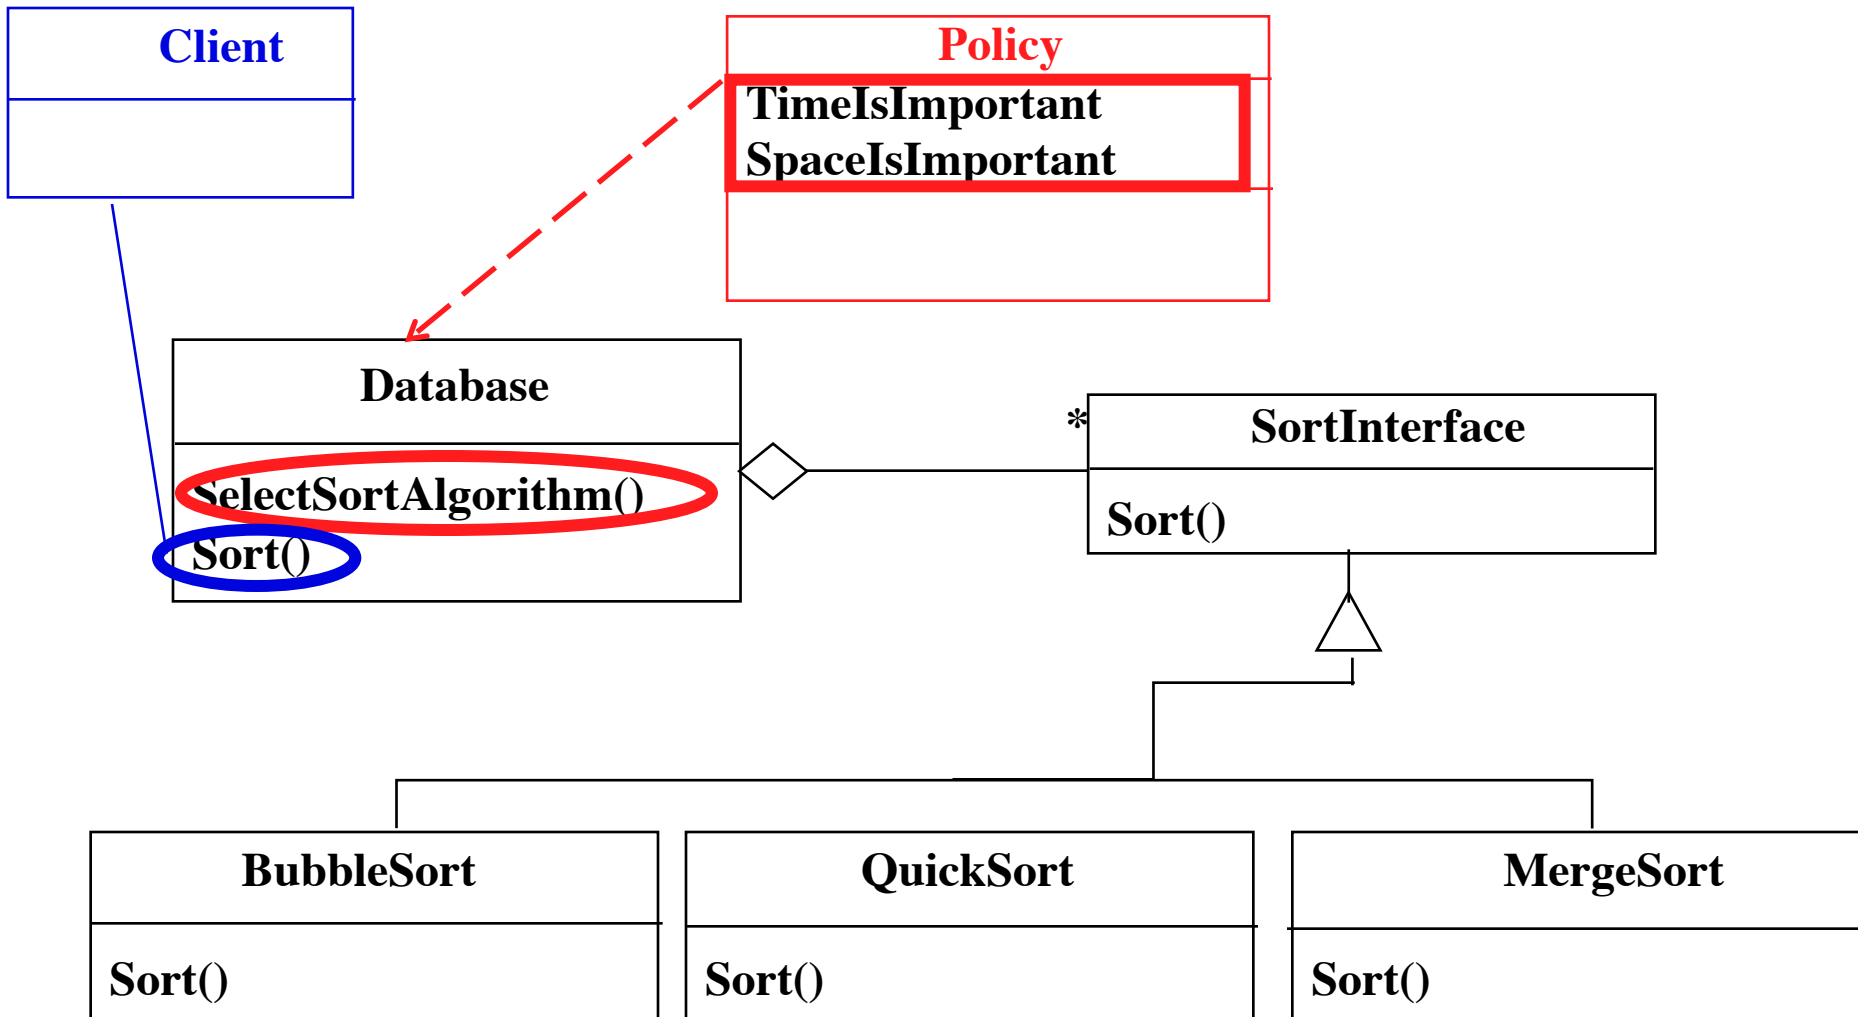 Client
Policy
TimeIsImportant
SpaceIsImportant
Database
SelectSortAlgorithm()
Sort()
*
SortInterface
Sort()
BubbleSort
Sort()
QuickSort
Sort()
MergeSort
Sort()